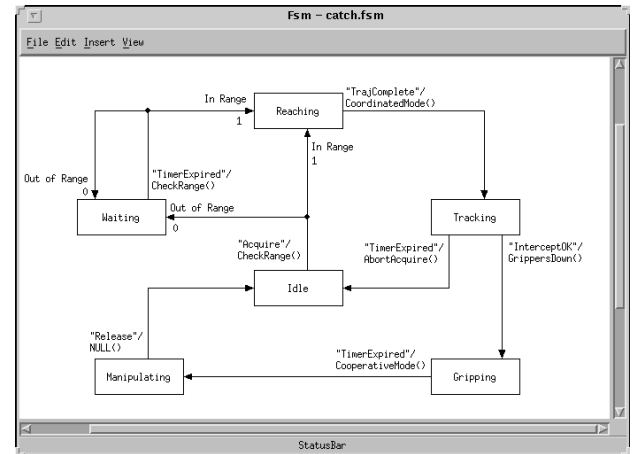 Fsm – catch.fsm
File Edit Insert View
"TrajComplete"/
CoordinatedMode()
In Range
1
Reaching
In Range
1
Out of Range
0
"TimerExpired"/
CheckRange()
Out of Range
0
Waiting
Tracking
"Acquire"/
CheckRange()
"TimerExpired"/
AbortAcquire()
"InterceptOK"/
GrippersDown()
Idle
"Release"/
NULL()
"TimerExpired"/
CooperativeMode()
Manipulating
Gripping
StatusBar